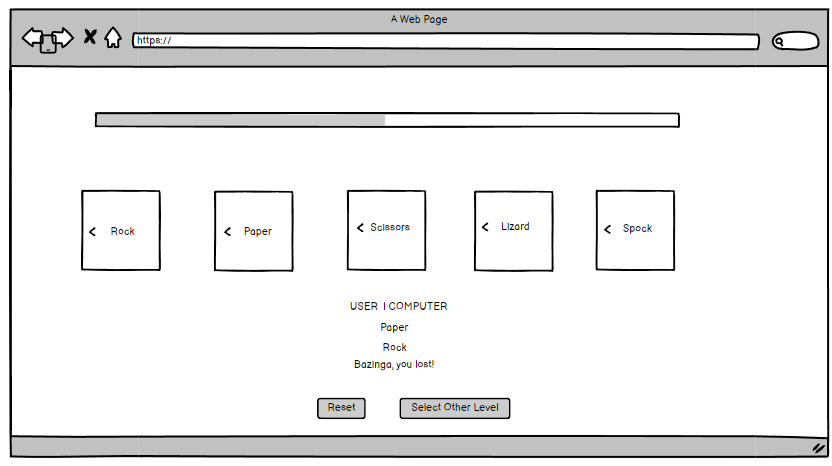 A Web Page
https://
Rock
Paper
Scissors
Lizard
Spock
USER I COMPUTER
Paper
Rock
Bazinga, you lost!
Reset
Select Other Level